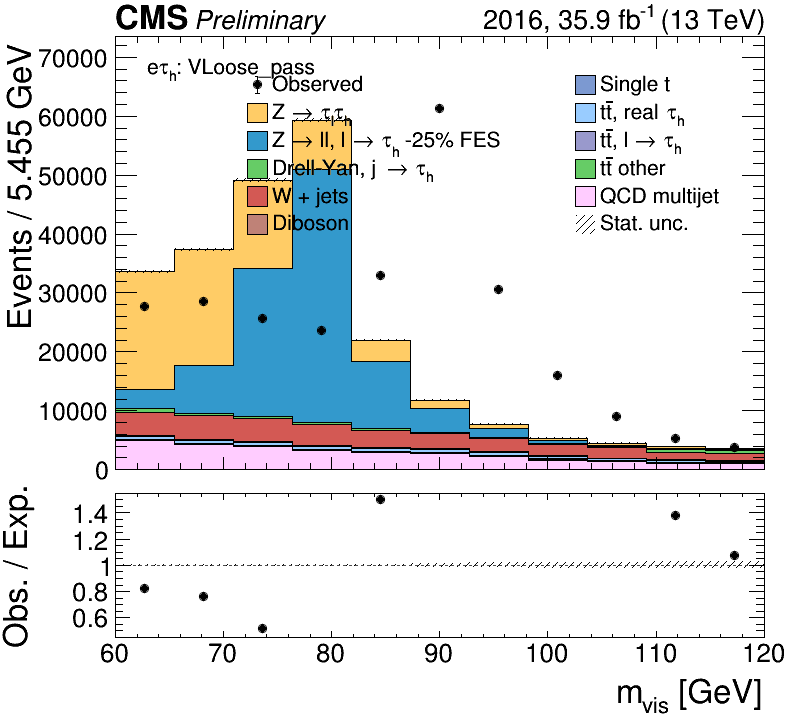 CMS Preliminary 2016, 35.9 fb⁻¹ (13 TeV)
Events / 5.455 GeV
70000
60000
50000
40000
30000
20000
10000
0
eτₕ: VLoose_pass
Observed
Z → τₗτₕ
Z → ll, l → τₕ -25% FES
Drell-Yan, j → τₕ
W + jets
Diboson
Single t
tt̅, real τₕ
tt̅, l → τₕ
tt̅ other
QCD multijet
Stat. unc.
Obs. / Exp.
1.4
1.2
1
0.8
0.6
60 70 80 90 100 110 120
m_vis [GeV]